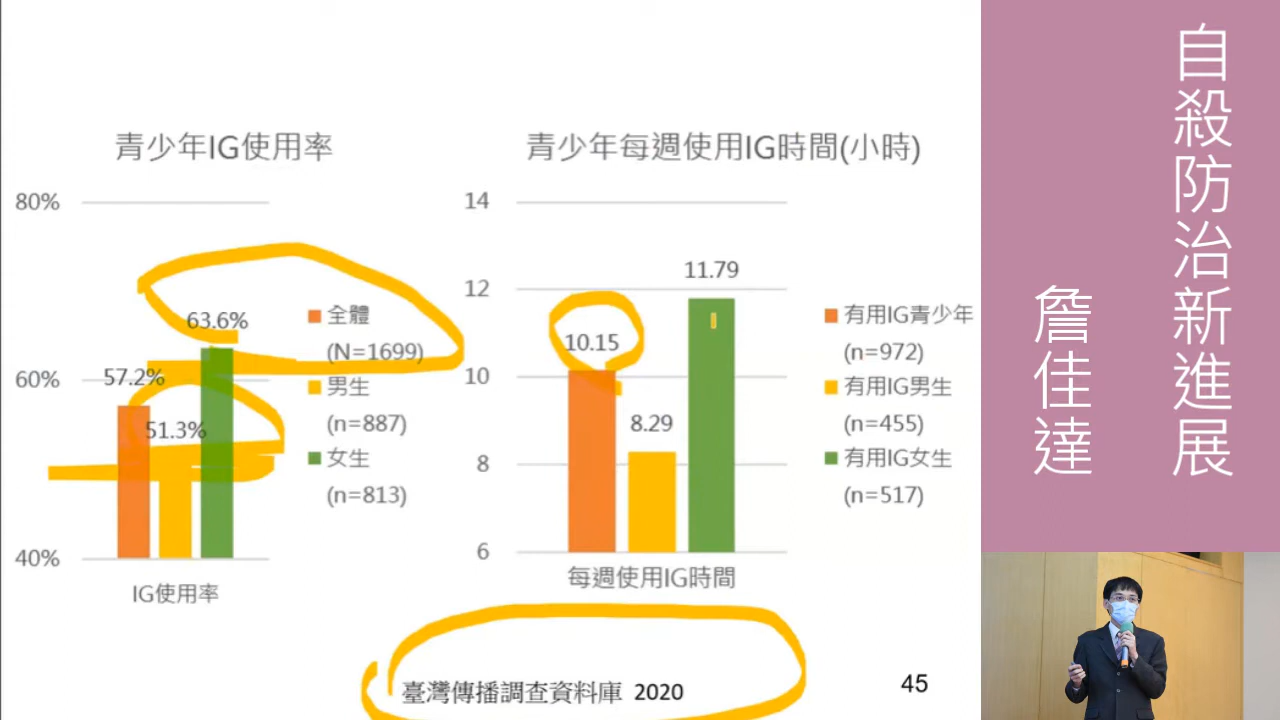 青少年IG使用率
80%
60%
40%
63.6%
57.2%
51.3%
IG使用率
全體
(N=1699)
男生
(n=887)
女生
(n=813)
青少年每週使用IG時間(小時)
14
12
10
8
6
10.15
8.29
11.79
每週使用IG時間
有用IG青少年
(n=972)
有用IG男生
(n=455)
有用IG女生
(n=517)
臺灣傳播調查資料庫 2020
45
自殺防治新進展
詹佳達